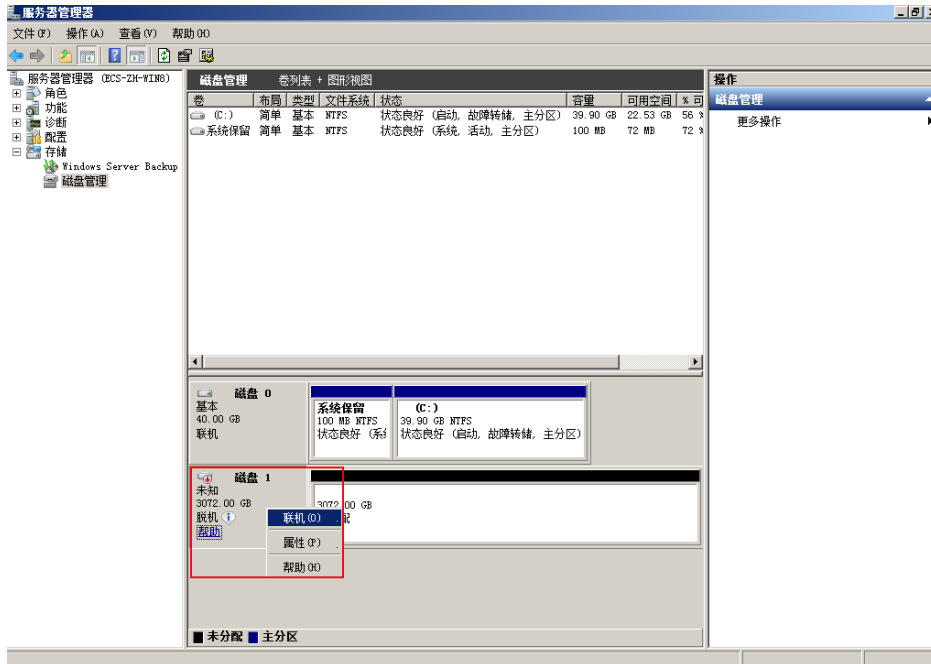 服务器管理器
文件(F) 操作(A) 查看(V) 帮助(H)
服务器管理器 (ECS-ZH-WIN8)
角色
功能
诊断
配置
存储
Windows Server Backup
磁盘管理
磁盘管理 卷列表 + 图形视图
卷 布局 类型 文件系统 状态 容量 可用空间 % 可
(C:) 简单 基本 NTFS 状态良好 (启动, 故障转储, 主分区) 39.90 GB 22.53 GB 56 %
系统保留 简单 基本 NTFS 状态良好 (系统, 活动, 主分区) 100 MB 72 MB 72 %
操作
磁盘管理
更多操作
磁盘 0
基本
40.00 GB
联机
系统保留
100 MB NTFS
状态良好 (系
(C:)
39.90 GB NTFS
状态良好 (启动, 故障转储, 主分区)
磁盘 1
未知
3072.00 GB
脱机
帮助
3072.00 GB
配
联机(O)
属性(P)
帮助(H)
未分配 主分区